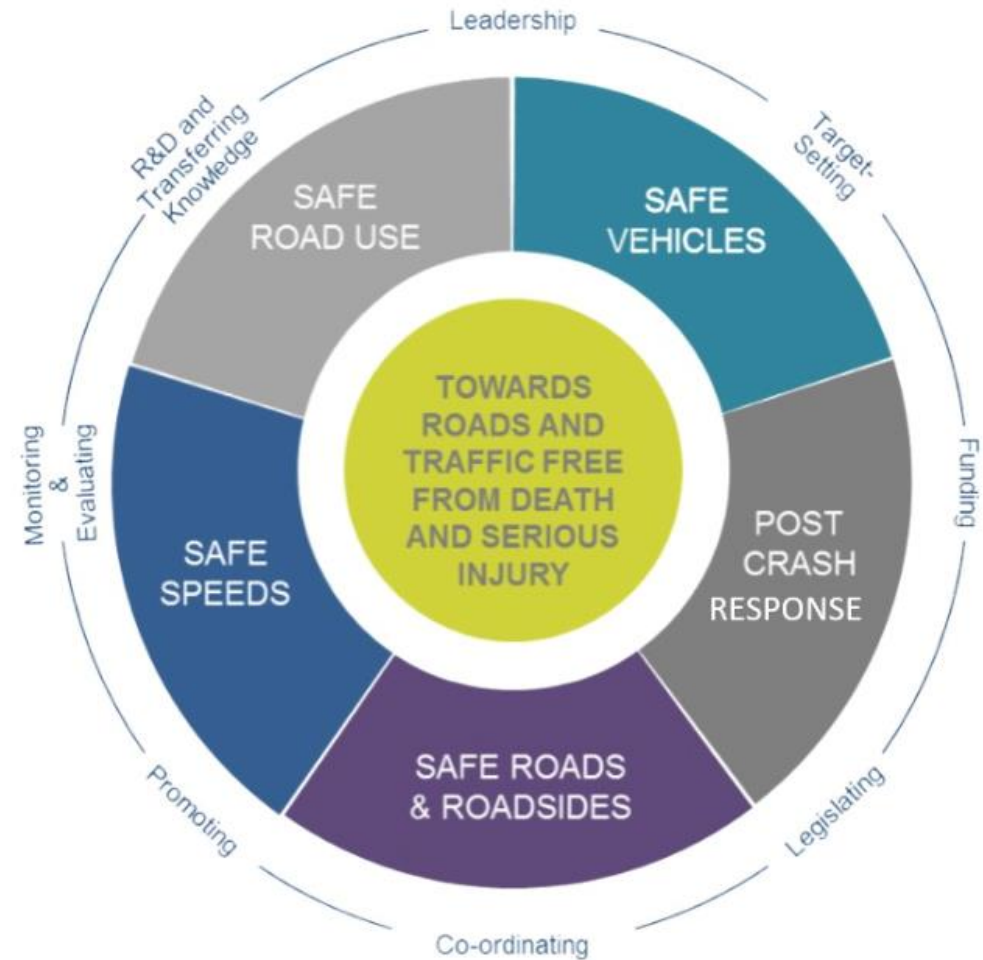 Leadership
Target-
Setting
Funding
Legislating
Co-ordinating
Promoting
Monitoring
&
Evaluating
R&D and
Transferring
Knowledge
SAFE
VEHICLES
POST
CRASH
RESPONSE
SAFE ROADS
& ROADSIDES
SAFE
SPEEDS
SAFE
ROAD USE
TOWARDS
ROADS AND
TRAFFIC FREE
FROM DEATH
AND SERIOUS
INJURY